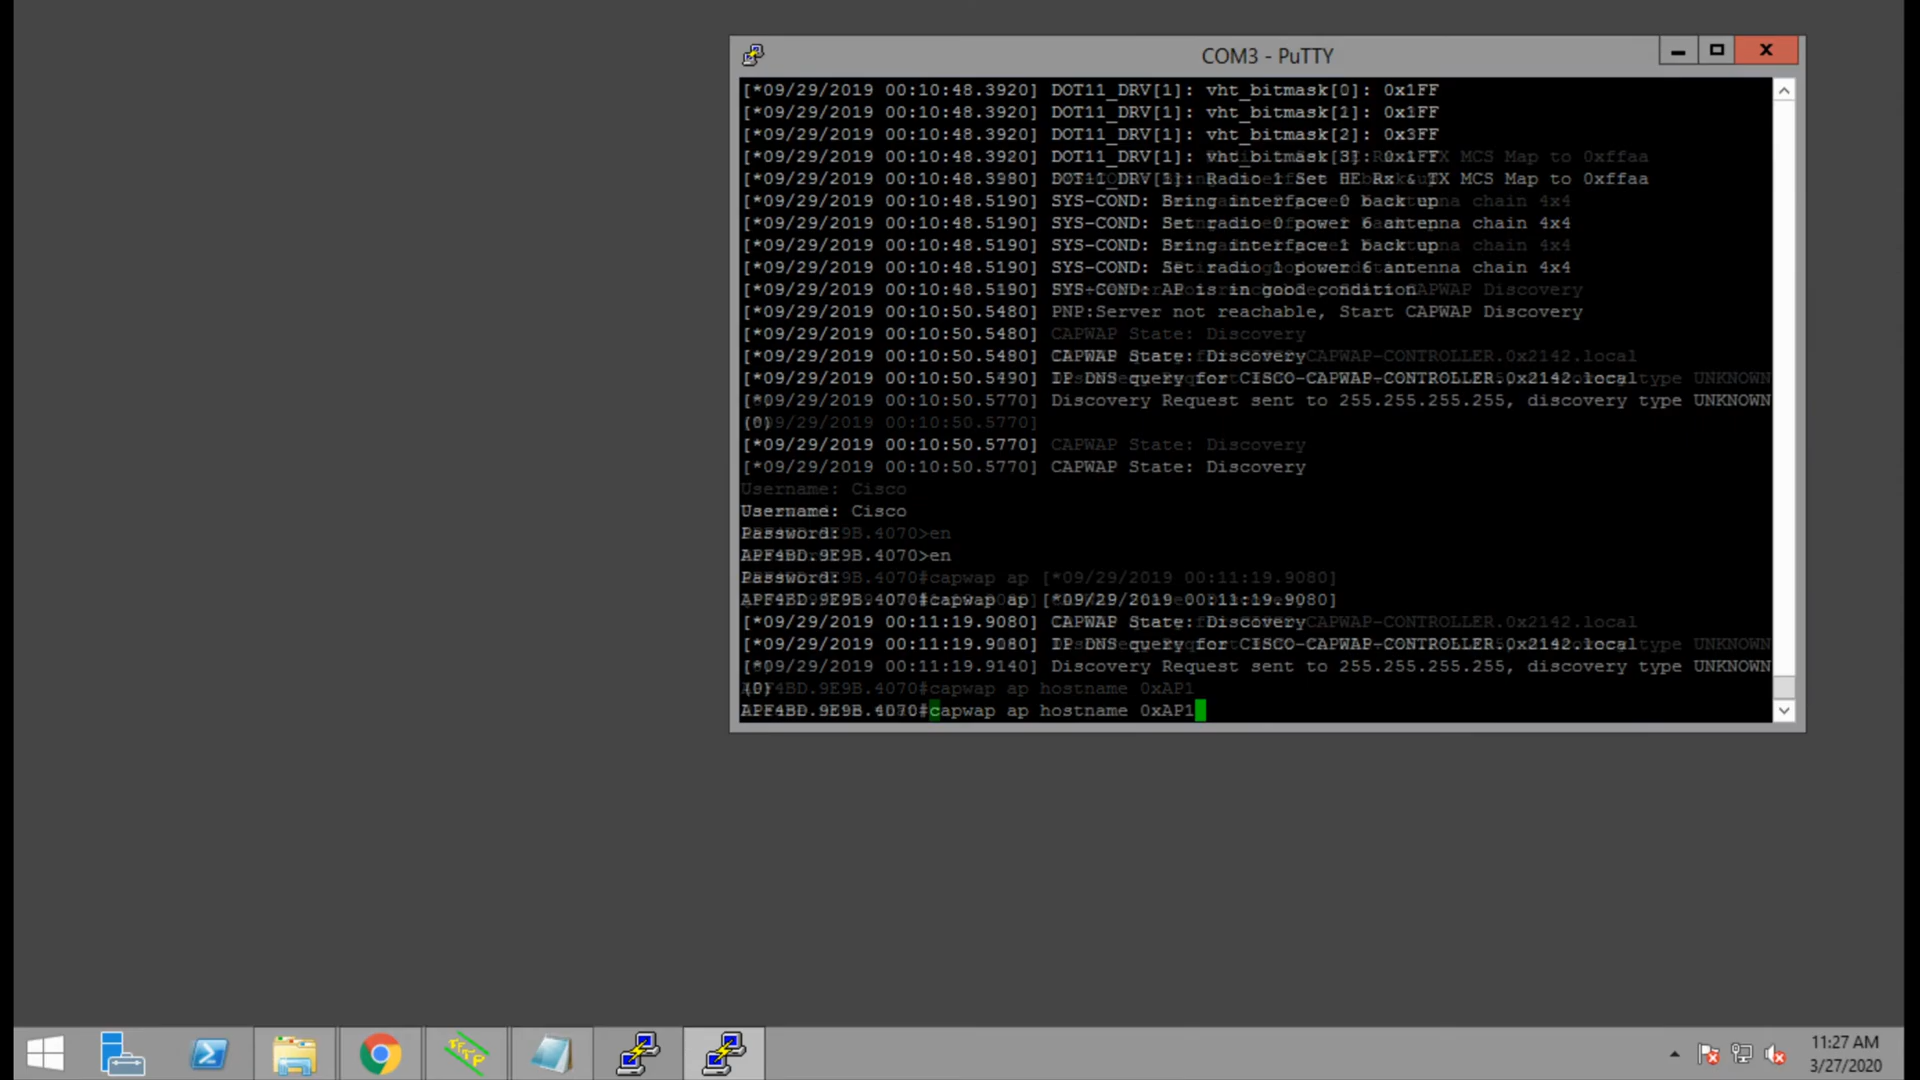 COM3 - PuTTY
[*09/29/2019 00:10:48.3920] DOT11_DRV[1]: vht_bitmask[0]: 0x1FF
[*09/29/2019 00:10:48.3920] DOT11_DRV[1]: vht_bitmask[1]: 0x1FF
[*09/29/2019 00:10:48.3920] DOT11_DRV[1]: vht_bitmask[2]: 0x3FF
[*09/29/2019 00:10:48.3920] DOT11_DRV[1]: vht_bitmask[3]: 0x1FF
[*09/29/2019 00:10:48.3980] DOT11_DRV[1]: Radio 1 Set HE Rx & TX MCS Map to 0xffaa
[*09/29/2019 00:10:48.5190] SYS-COND: Bring interface 0 back up
[*09/29/2019 00:10:48.5190] SYS-COND: Set radio 0 power 6 antenna chain 4x4
[*09/29/2019 00:10:48.5190] SYS-COND: Bring interface 1 back up
[*09/29/2019 00:10:48.5190] SYS-COND: Set radio 1 power 6 antenna chain 4x4
[*09/29/2019 00:10:48.5190] SYS-COND: AP is in good condition
[*09/29/2019 00:10:50.5480] PNP:Server not reachable, Start CAPWAP Discovery
[*09/29/2019 00:10:50.5480]
[*09/29/2019 00:10:50.5480] CAPWAP State: Discovery
[*09/29/2019 00:10:50.5490] IP DNS query for CISCO-CAPWAP-CONTROLLER.0x2142.local
[*09/29/2019 00:10:50.5770] Discovery Request sent to 255.255.255.255, discovery type UNKNOWN
(0)
[*09/29/2019 00:10:50.5770]
[*09/29/2019 00:10:50.5770] CAPWAP State: Discovery
Username: Cisco
Password:
APF4BD.9E9B.4070>en
Password:
APF4BD.9E9B.4070#capwap ap [*09/29/2019 00:11:19.9080]
[*09/29/2019 00:11:19.9080] CAPWAP State: Discovery
[*09/29/2019 00:11:19.9080] IP DNS query for CISCO-CAPWAP-CONTROLLER.0x2142.local
[*09/29/2019 00:11:19.9140] Discovery Request sent to 255.255.255.255, discovery type UNKNOWN
(0)
APF4BD.9E9B.4070#capwap ap hostname 0xAP1
11:27 AM
3/27/2020